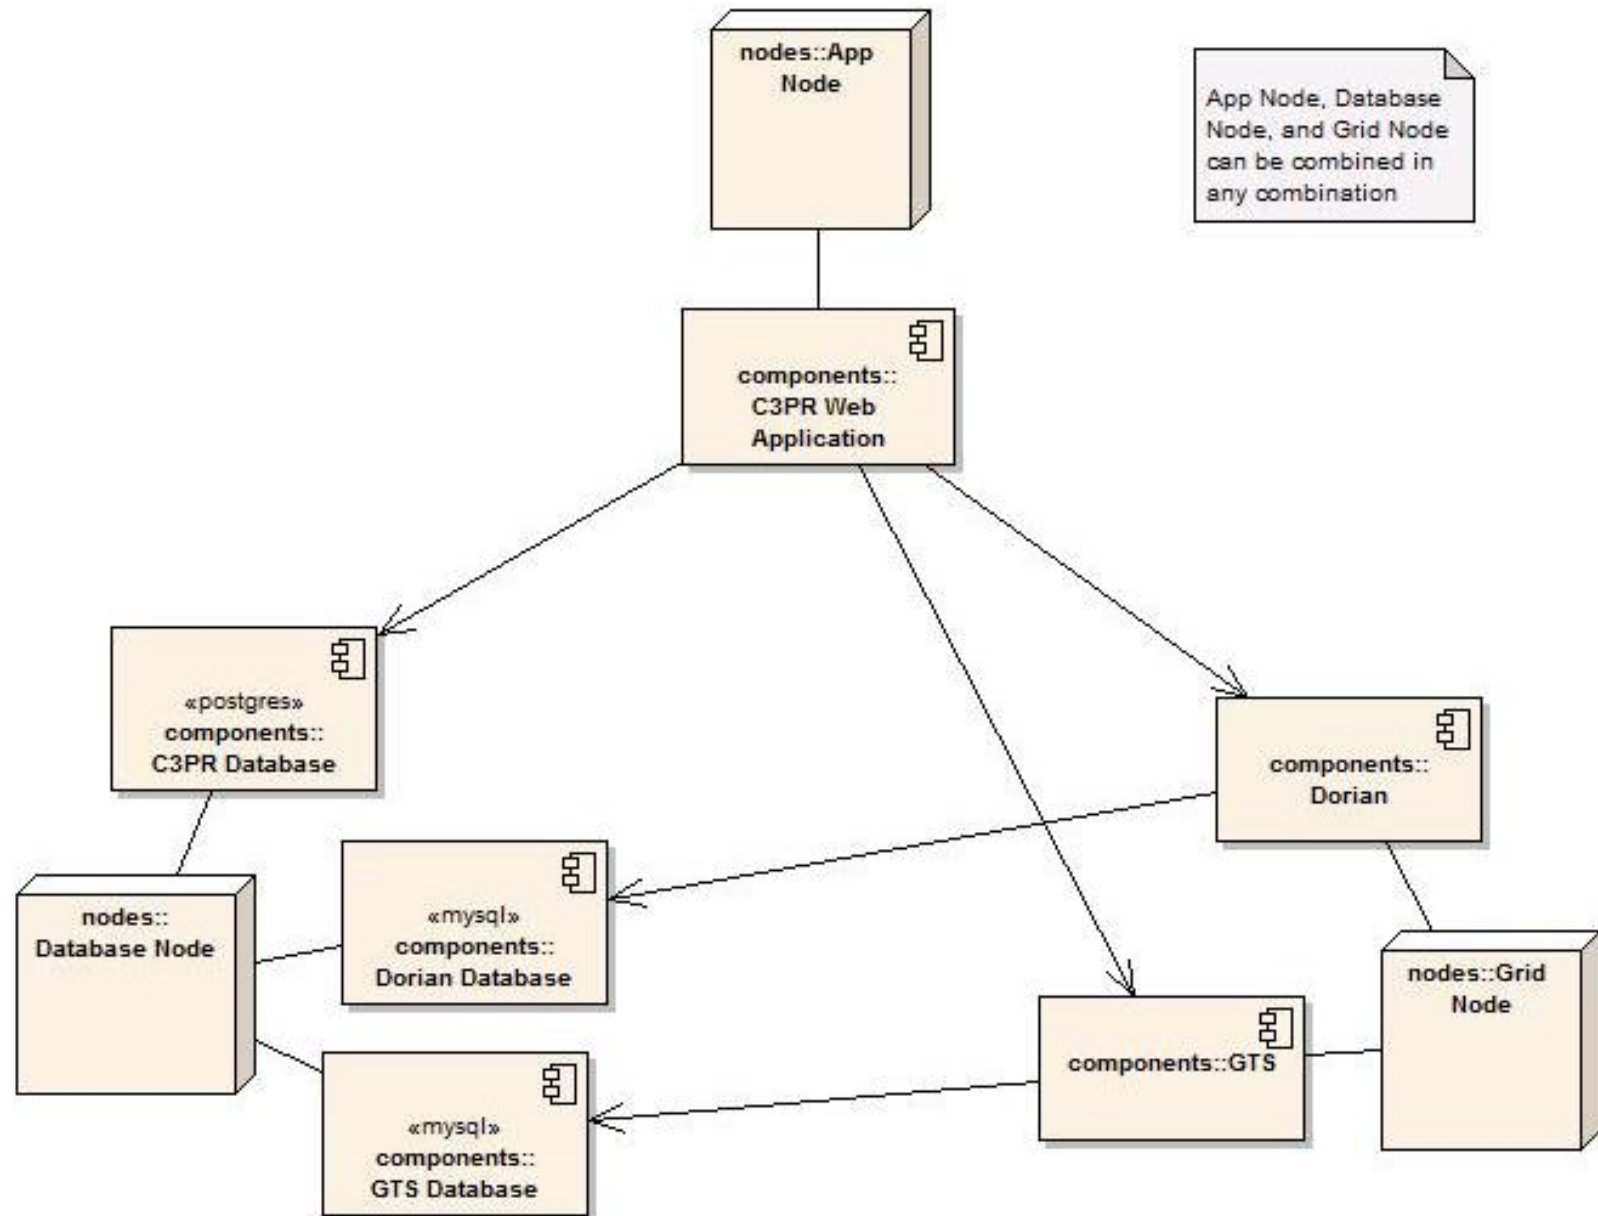 nodes::App
Node
App Node, Database
Node, and Grid Node
can be combined in
any combination
components::
C3PR Web
Application
«postgres»
components::
C3PR Database
components::
Dorian
nodes::
Database Node
«mysql»
components::
Dorian Database
nodes::Grid
Node
components::GTS
«mysql»
components::
GTS Database